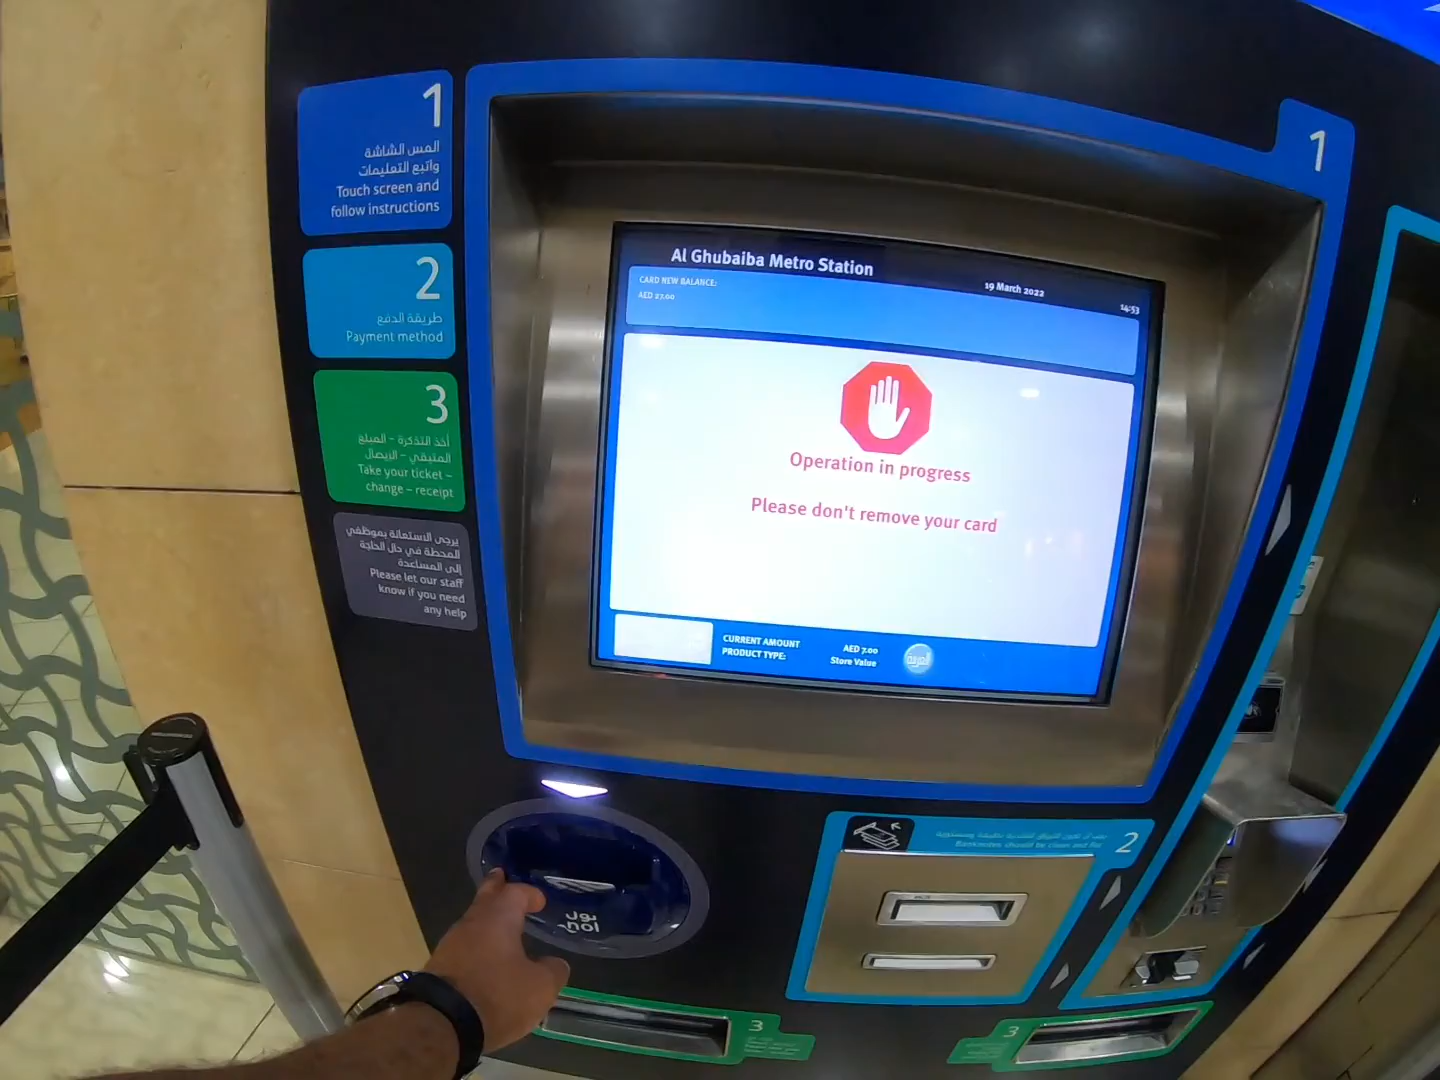 1
المس الشاشة
واتبع التعليمات
Touch screen and
follow instructions
2
طريقة الدفع
Payment method
3
أخذ التذكرة - المبلغ
المتبقي - الايصال
Take your ticket -
change - receipt
يرجى الاستعانة بموظفي
المحطة في حال الحاجة
إلى المساعدة
Please let our staff
know if you need
any help
1
Al Ghubaiba Metro Station
19 March 2022
14:53
CARD NEW BALANCE:
AED 27.00
Operation in progress
Please don't remove your card
CURRENT AMOUNT AED 7.00
PRODUCT TYPE: Store Value
العربية
نول
nol
2
Banknotes should be clean and flat
3
3